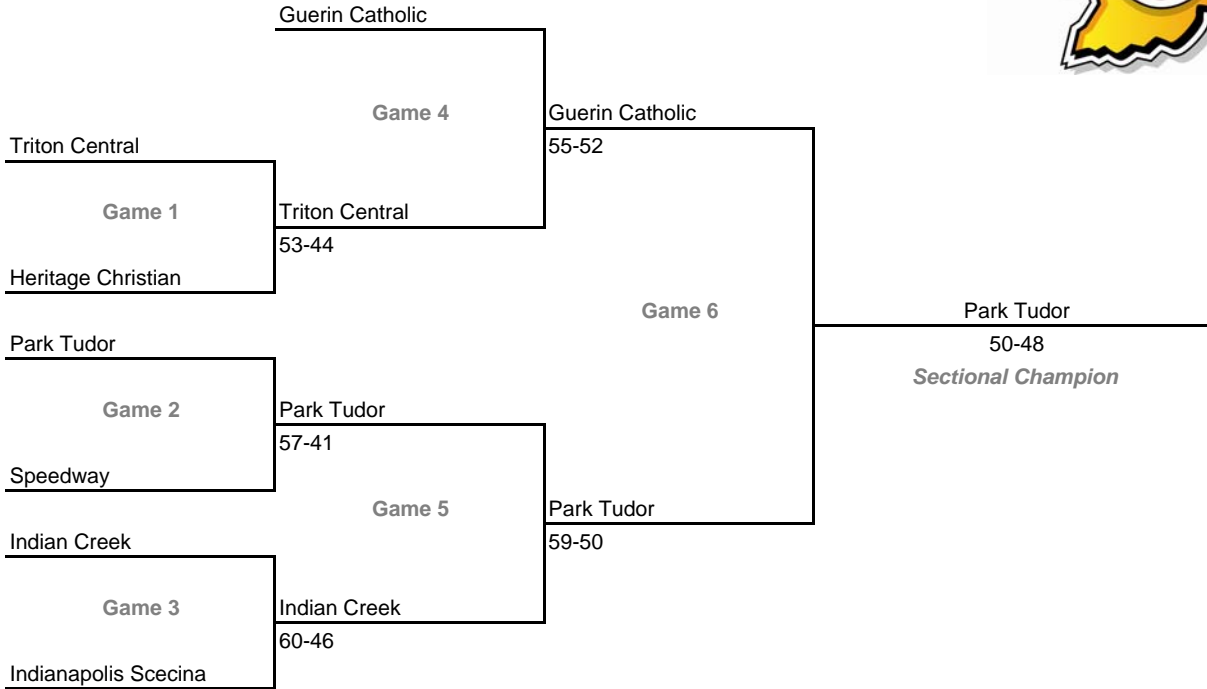 Guerin Catholic
Game 4
Guerin Catholic
Triton Central
55-52
Game 1
Triton Central
53-44
Heritage Christian
Game 6
Park Tudor
Park Tudor
50-48
Sectional Champion
Game 2
Park Tudor
57-41
Speedway
Game 5
Park Tudor
Indian Creek
59-50
Game 3
Indian Creek
60-46
Indianapolis Scecina